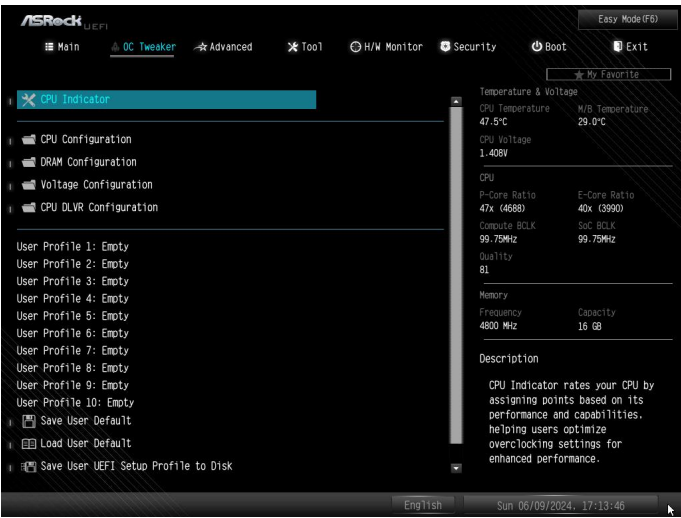 ASRock UEFI
Easy Mode(F6)
Main OC Tweaker Advanced Tool H/W Monitor Security Boot Exit
My Favorite
CPU Indicator
CPU Configuration
DRAM Configuration
Voltage Configuration
CPU DLVR Configuration
User Profile 1: Empty
User Profile 2: Empty
User Profile 3: Empty
User Profile 4: Empty
User Profile 5: Empty
User Profile 6: Empty
User Profile 7: Empty
User Profile 8: Empty
User Profile 9: Empty
User Profile 10: Empty
Save User Default
Load User Default
Save User UEFI Setup Profile to Disk
Temperature & Voltage
CPU Temperature M/B Temperature
47.5°C 29.0°C
CPU Voltage
1.408V
CPU
P-Core Ratio E-Core Ratio
47x (4688) 40x (3990)
Compute BCLK SoC BCLK
99.75MHz 99.75MHz
Quality
81
Memory
Frequency Capacity
4800 MHz 16 GB
Description
CPU Indicator rates your CPU by
assigning points based on its
performance and capabilities.
helping users optimize
overclocking settings for
enhanced performance.
English Sun 06/09/2024. 17:13:46